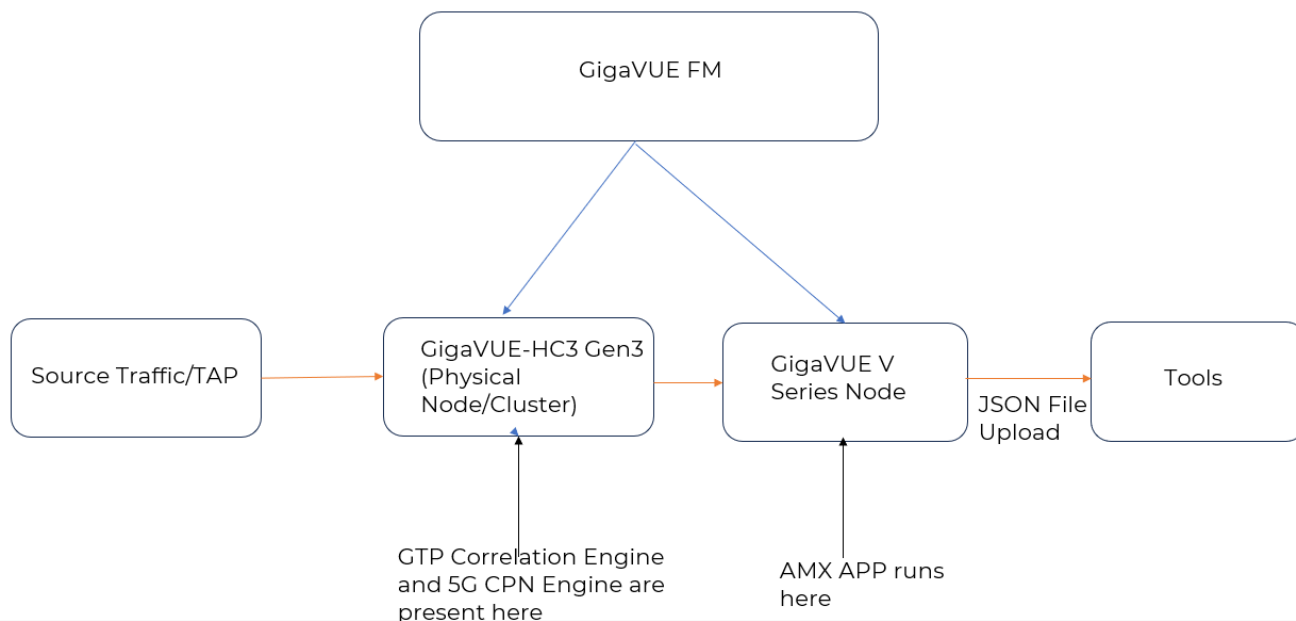 GigaVUE FM
Source Traffic/TAP
GigaVUE-HC3 Gen3
(Physical
Node/Cluster)
GigaVUE V
Series Node
JSON File
Upload
Tools
GTP Correlation Engine
and 5G CPN Engine are
present here
AMX APP runs
here